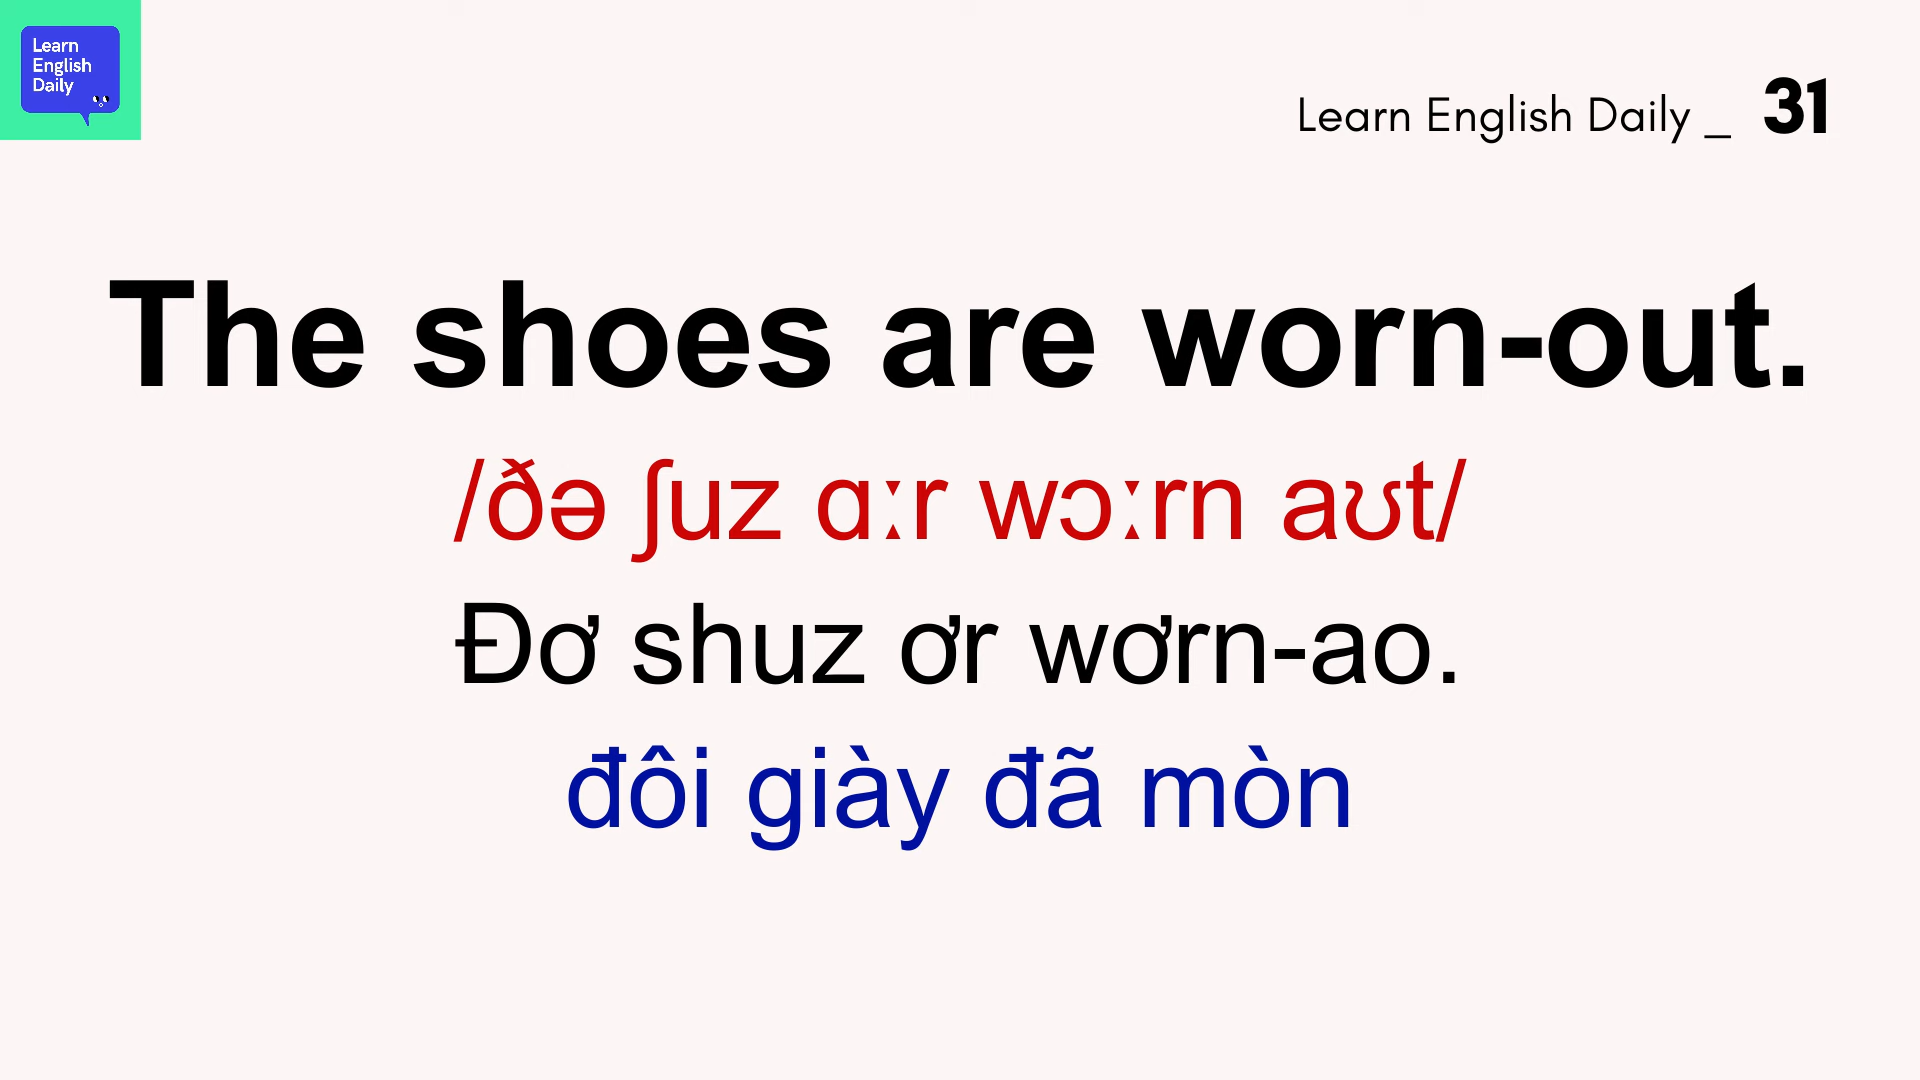 Learn
English
Daily
Learn English Daily _ 31
The shoes are worn-out.
/ðə ʃuz ɑːr wɔːrn aʊt/
Đơ shuz ơr wơrn-ao.
đôi giày đã mòn